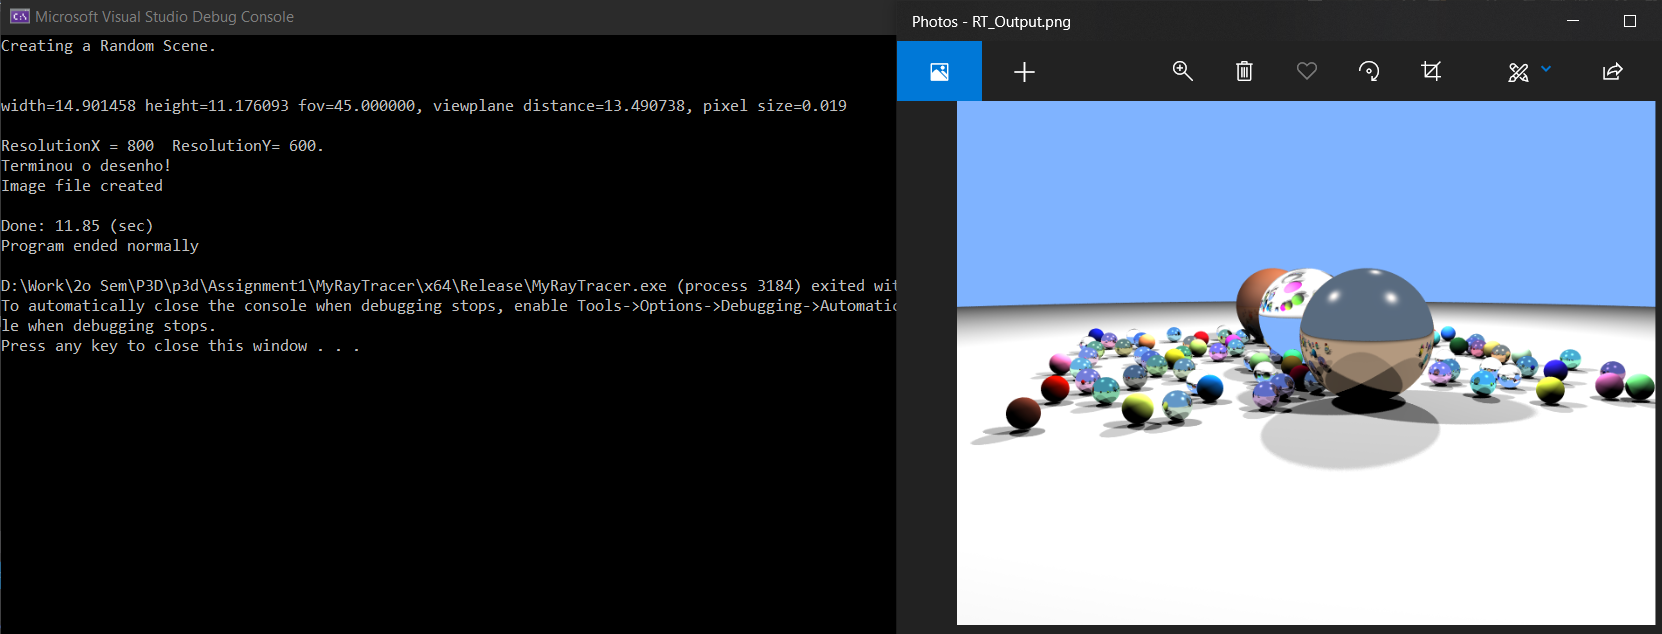 Microsoft Visual Studio Debug Console
Creating a Random Scene.
width=14.901458 height=11.176093 fov=45.000000, viewplane distance=13.490738, pixel size=0.019
ResolutionX = 800  ResolutionY= 600.
Terminou o desenho!
Image file created
Done: 11.85 (sec)
Program ended normally
D:\Work\2o Sem\P3D\p3d\Assignment1\MyRayTracer\x64\Release\MyRayTracer.exe (process 3184) exited wit
To automatically close the console when debugging stops, enable Tools->Options->Debugging->Automatic
le when debugging stops.
Press any key to close this window . . .
Photos - RT_Output.png